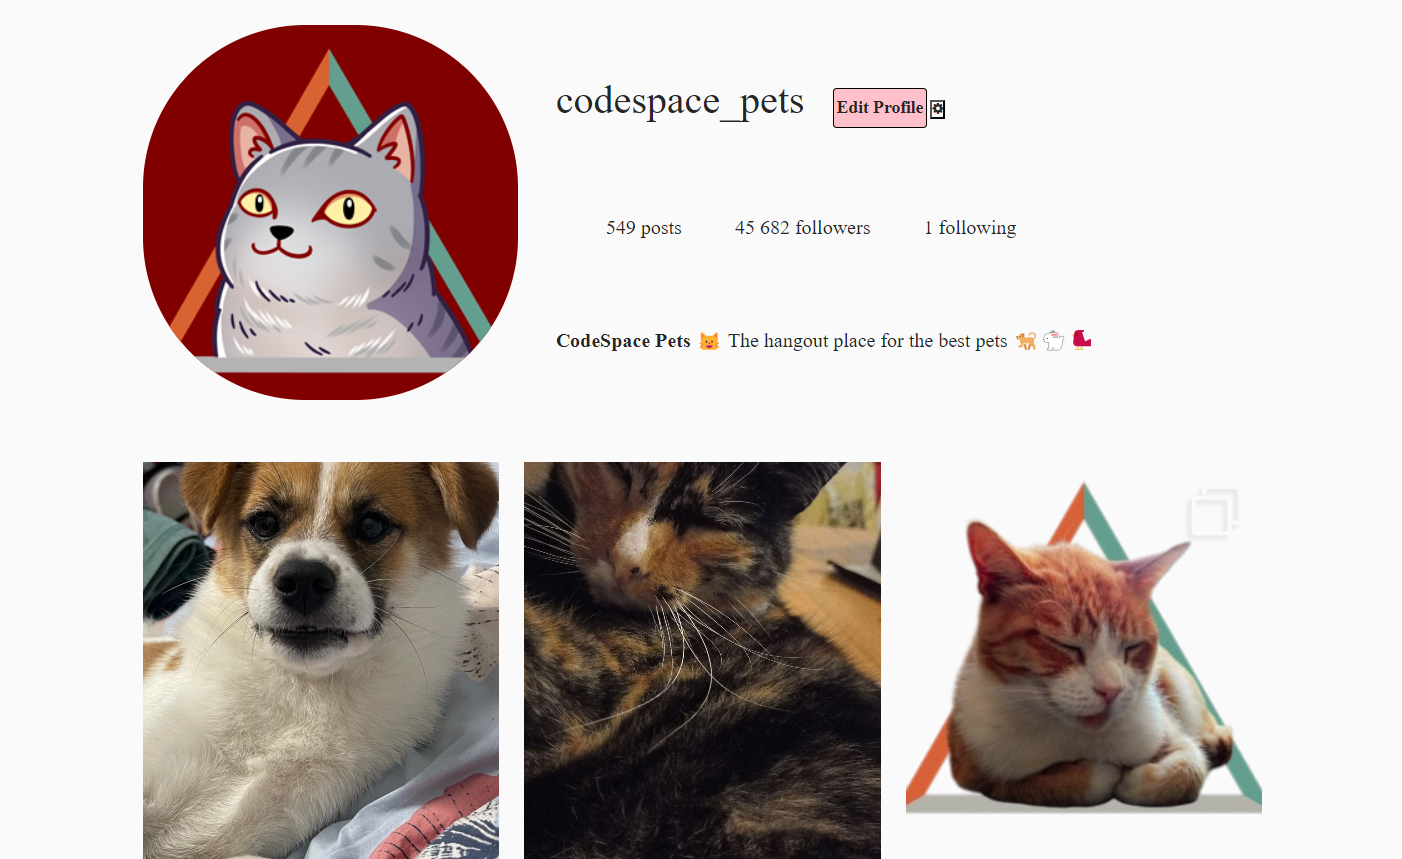 codespace_pets Edit Profile
549 posts 45 682 followers 1 following
CodeSpace Pets 😺 The hangout place for the best pets 🐈🐇🐩